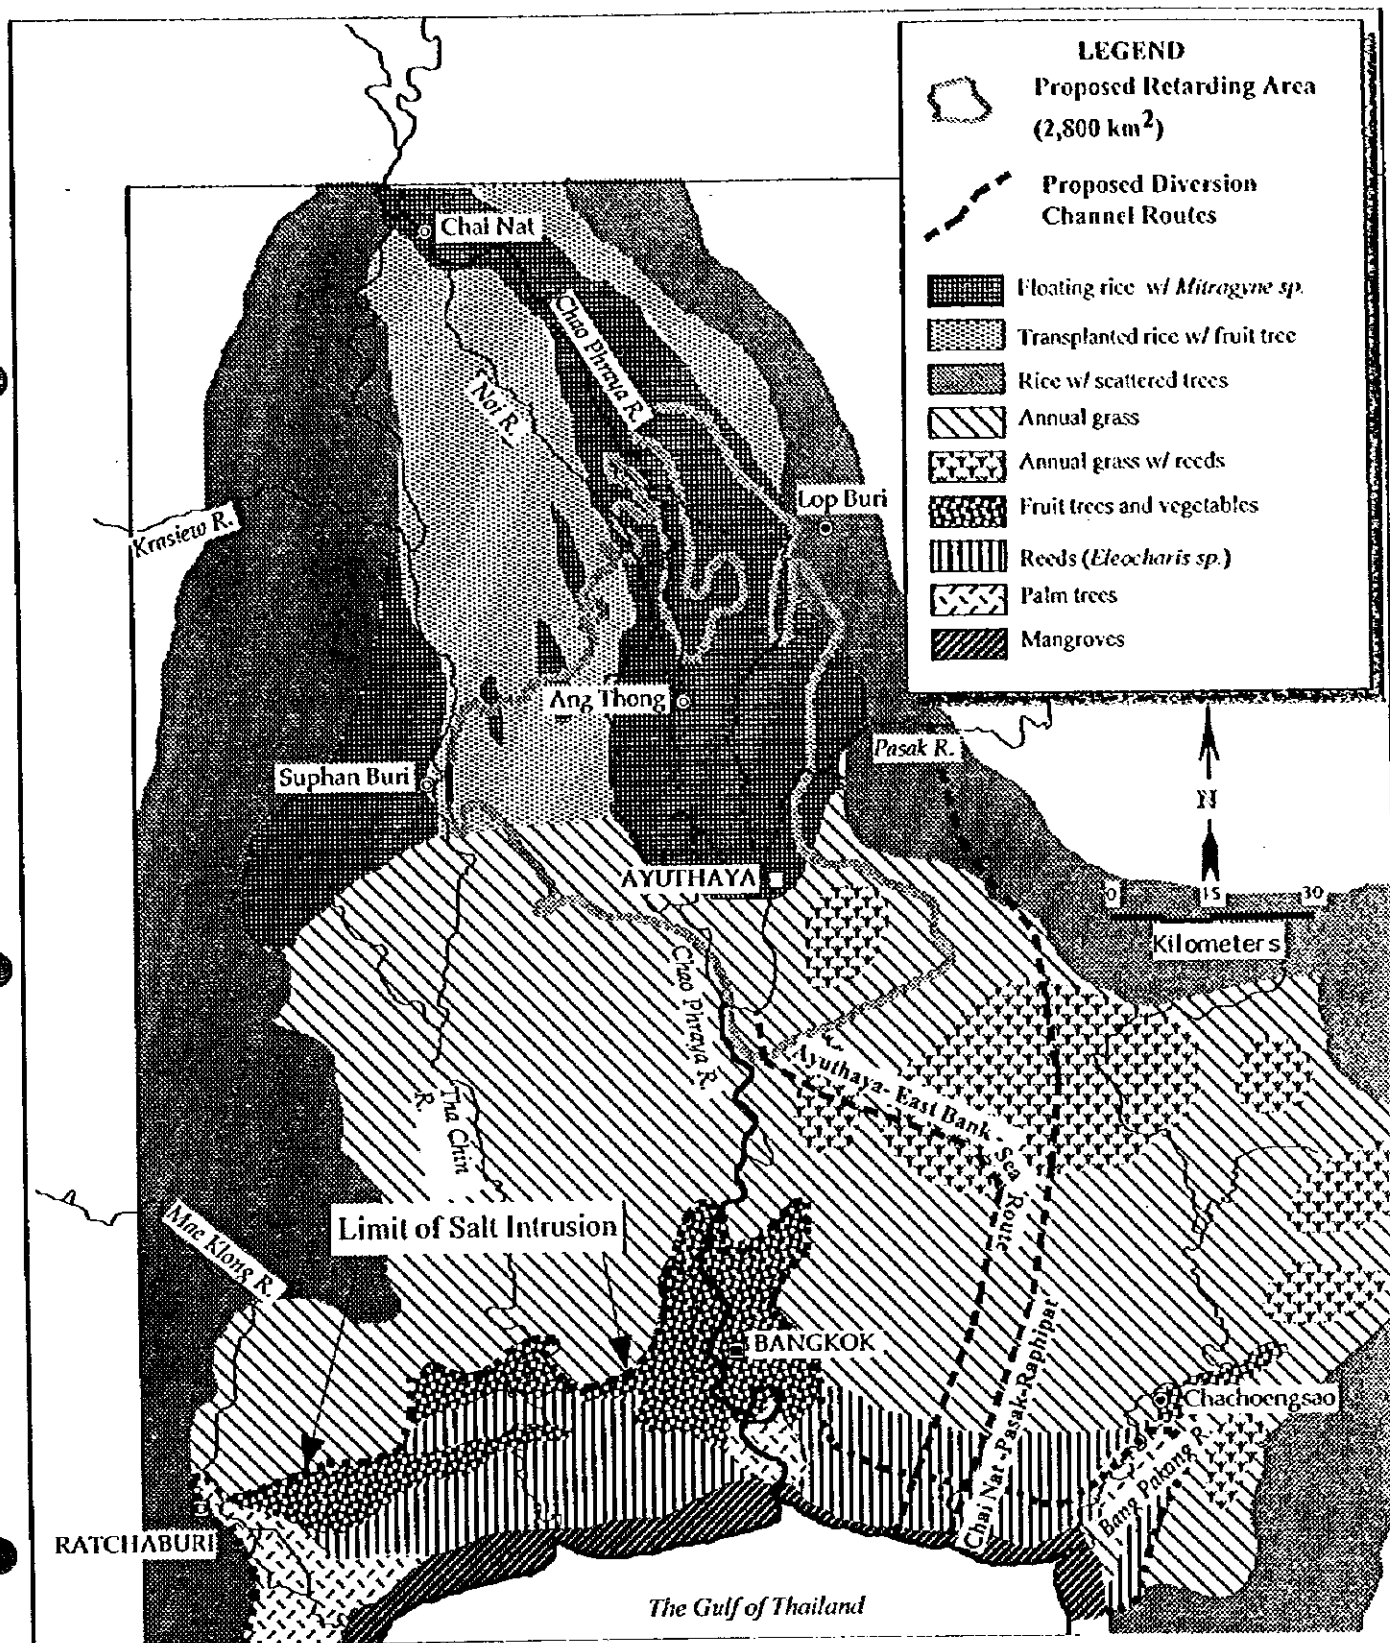 LEGEND
Proposed Retarding Area
(2,800 km²)
Proposed Diversion
Channel Routes
Floating rice w/ Mitragyne sp.
Transplanted rice w/ fruit tree
Rice w/ scattered trees
Annual grass
Annual grass w/ reeds
Fruit trees and vegetables
Reeds (Eleocharis sp.)
Palm trees
Mangroves
Chai Nat
Chao Phraya R.
Noi R.
Lop Buri
Krasiew R.
Ang Thong
Pasak R.
Suphan Buri
N
AYUTHAYA
0 15 30
Kilometers
Chao Phraya R.
Ayuthaya - East Bank - Sea Route
Tha Chin
R.
Mae Klong R.
Limit of Salt Intrusion
BANGKOK
Chai Nat - Pasak - Raphipat
Chachoengsao
Bang Pakong R.
RATCHABURI
The Gulf of Thailand